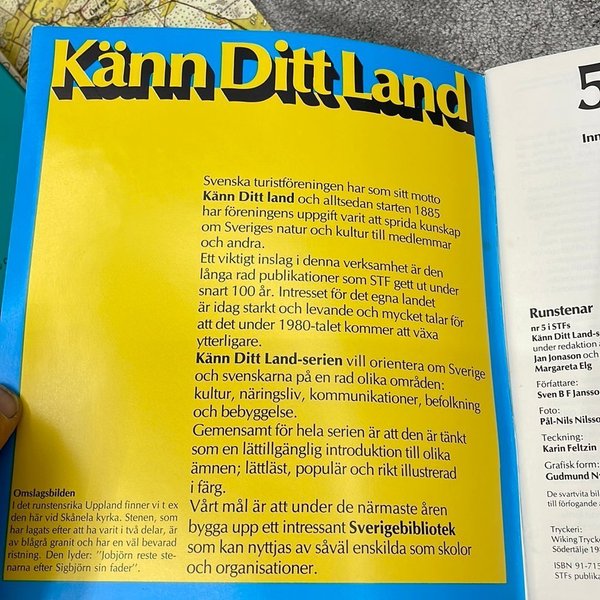 Känn Ditt Land
Svenska turistföreningen har som sitt motto
Känn Ditt land och alltsedan starten 1885
har föreningens uppgift varit att sprida kunskap
om Sveriges natur och kultur till medlemmar
och andra.
Ett viktigt inslag i denna verksamhet är den
långa rad publikationer som STF gett ut under
snart 100 år. Intresset för det egna landet
är idag starkt och levande och mycket talar för
att det under 1980-talet kommer att växa
ytterligare.
Känn Ditt Land-serien vill orientera om Sverige
och svenskarna på en rad olika områden:
kultur, näringsliv, kommunikationer, befolkning
och bebyggelse.
Gemensamt för hela serien är att den är tänkt
som en lättillgänglig introduktion till olika
ämnen; lättläst, populär och rikt illustrerad
i färg.
Vårt mål är att under de närmaste åren
bygga upp ett intressant Sverigebibliotek
som kan nyttjas av såväl enskilda som skolor
och organisationer.
Omslagsbilden
I det runstensrika Uppland finner vi t ex
den här vid Skånela kyrka. Stenen, som
har lagats efter att ha varit i två delar, är
av blågrå granit och har en väl bevarad
ristning. Den lyder: "Jobjörn reste ste-
narna efter Sigbjörn sin fader".
5
Runstenar
nr 5 i STFs
Känn Ditt Land-s
under redaktion a
Jan Jonason och
Margareta Elg
Författare:
Sven B F Jansso
Foto:
Pål-Nils Nilsso
Teckning:
Karin Feltzin
Grafisk form:
Gudmund Ny
De svartvita bil
till förfogande a
Tryckeri:
Wiking Trycke
Södertälje 198
ISBN 91-715
STFs publika